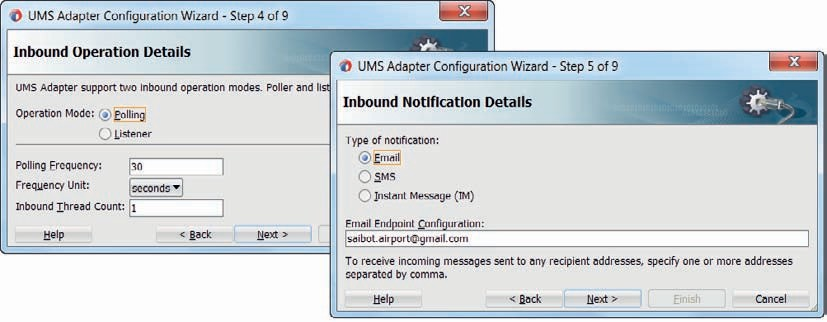 UMS Adapter Configuration Wizard - Step 4 of 9
Inbound Operation Details
UMS Adapter support two inbound operation modes. Poller and list
Operation Mode: Polling
Listener
Polling Frequency: 30
Frequency Unit: seconds
Inbound Thread Count: 1
Help < Back Next >
UMS Adapter Configuration Wizard - Step 5 of 9
Inbound Notification Details
Type of notification:
Email
SMS
Instant Message (IM)
Email Endpoint Configuration:
saibot.airport@gmail.com
To receive incoming messages sent to any recipient addresses, specify one or more addresses
separated by comma.
Help < Back Next > Finish Cancel